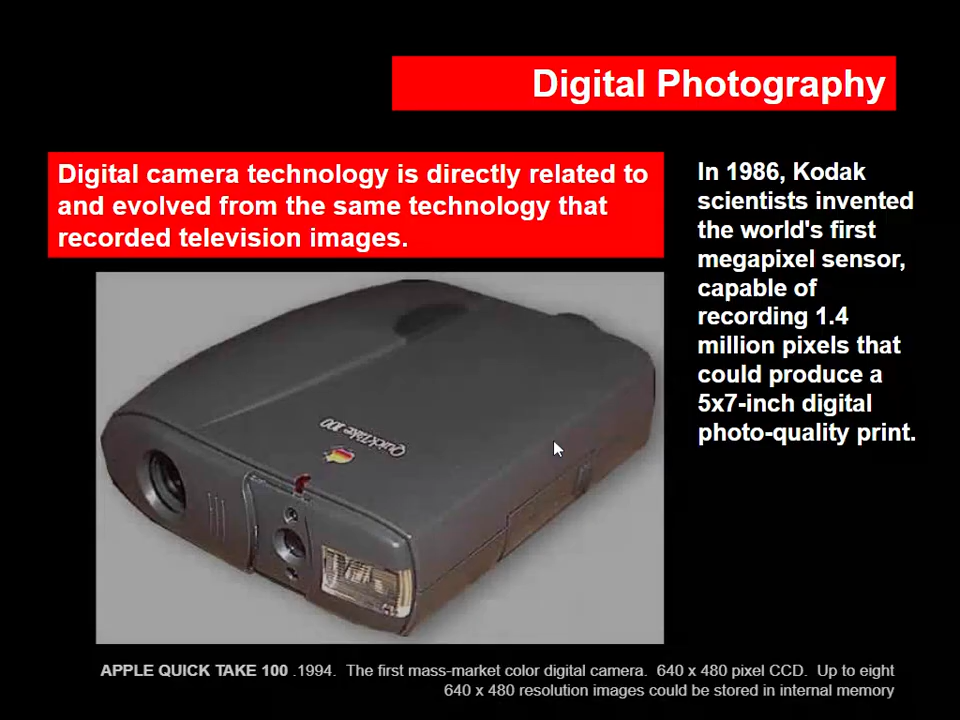 Digital Photography
Digital camera technology is directly related to
and evolved from the same technology that
recorded television images.
In 1986, Kodak
scientists invented
the world's first
megapixel sensor,
capable of
recording 1.4
million pixels that
could produce a
5x7-inch digital
photo-quality print.
QuickTake 100
APPLE QUICK TAKE 100 .1994. The first mass-market color digital camera. 640 x 480 pixel CCD. Up to eight
640 x 480 resolution images could be stored in internal memory